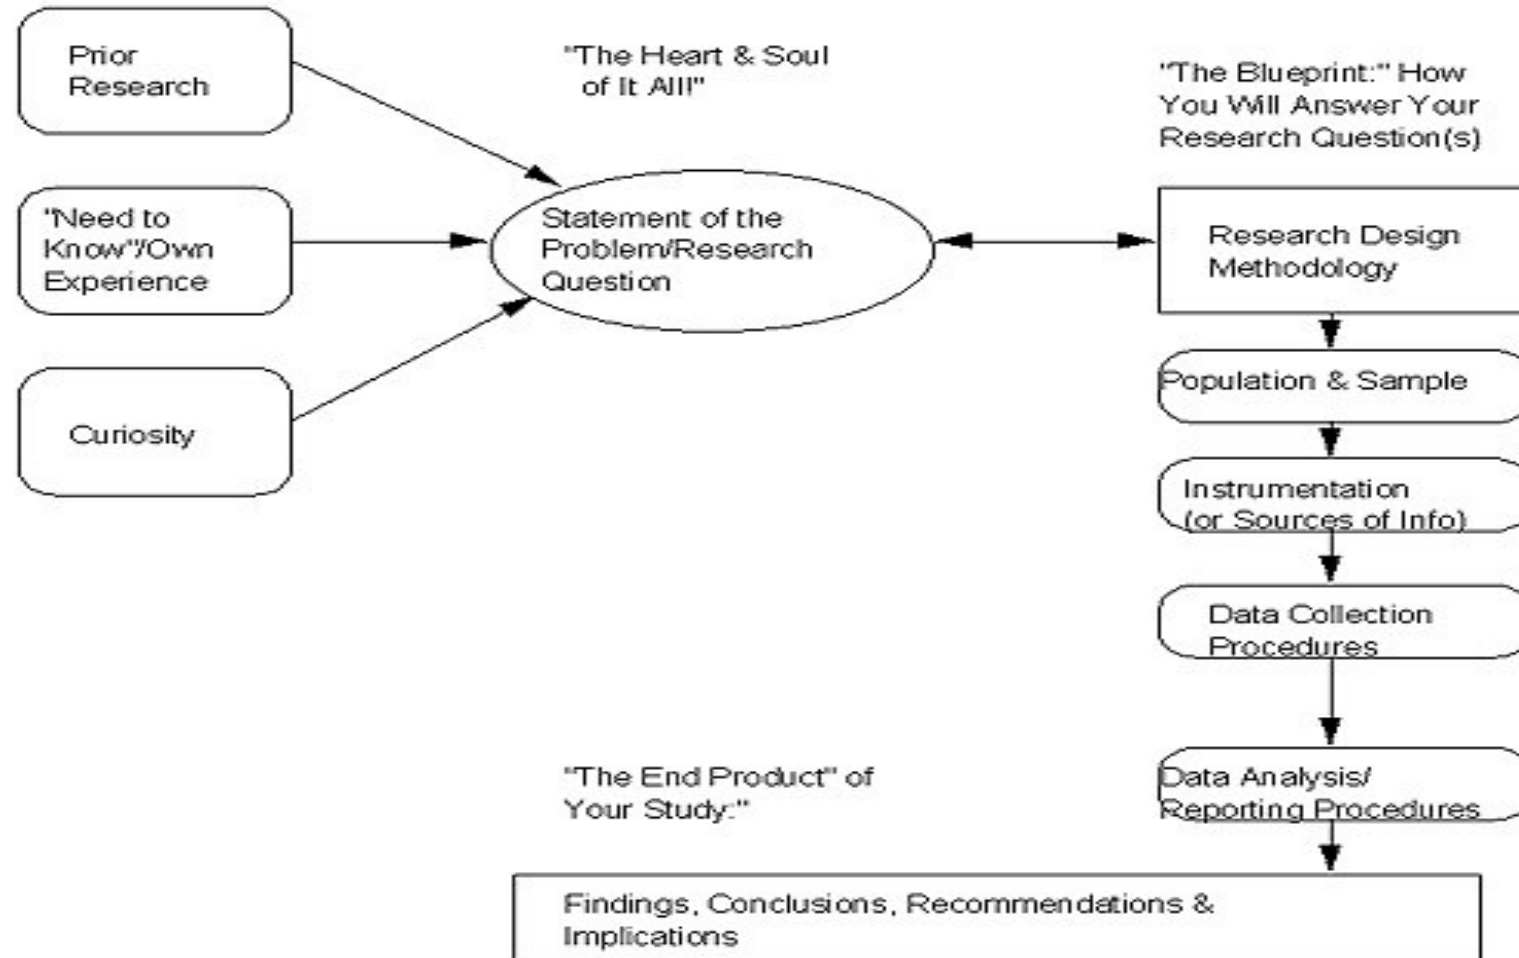 Prior
Research
"The Heart & Soul
of It All!"
"The Blueprint:" How
You Will Answer Your
Research Question(s)
"Need to
Know"/Own
Experience
Statement of the
Problem/Research
Question
Research Design
Methodology
Curiosity
Population & Sample
Instrumentation
(or Sources of Info)
Data Collection
Procedures
Data Analysis/
Reporting Procedures
"The End Product" of
Your Study:"
Findings, Conclusions, Recommendations &
Implications